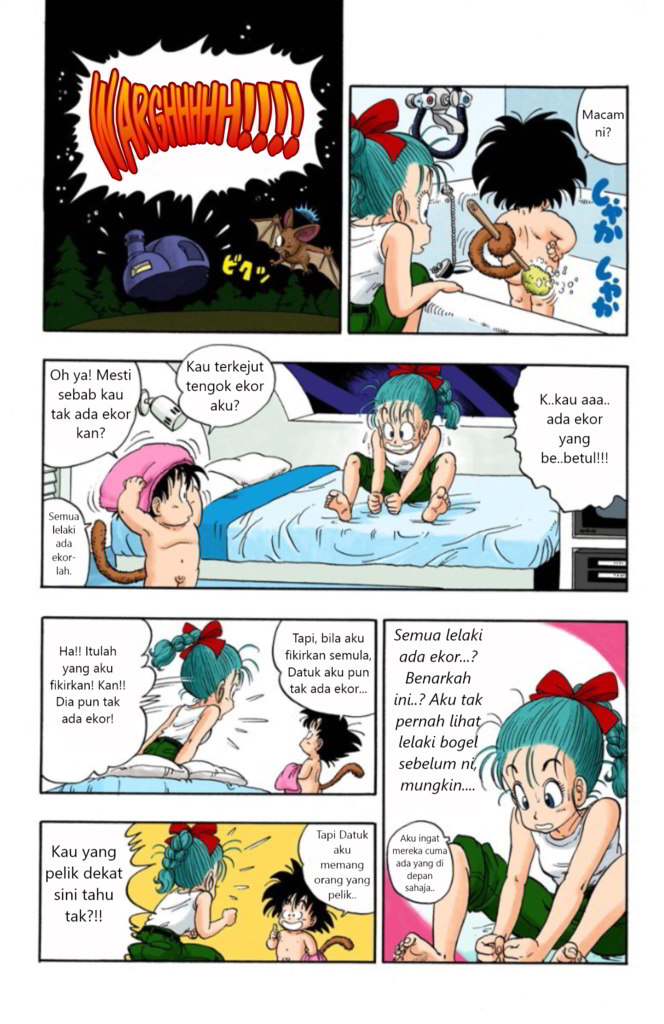 WARGHHHHH!!!!
ビクッ
Macam
ni?
しゃか
しゃか
Oh ya! Mesti
sebab kau
tak ada ekor
kan?
Kau terkejut
tengok ekor
aku?
K..kau aaa..
ada ekor
yang
be..betul!!!
Semua
lelaki
ada
ekor-
lah.
Ha!! Itulah
yang aku
fikirkan! Kan!!
Dia pun tak
ada ekor!
Tapi, bila aku
fikirkan semula,
Datuk aku pun
tak ada ekor...
Semua lelaki
ada ekor...?
Benarkah
ini..? Aku tak
pernah lihat
lelaki bogel
sebelum ni,
mungkin....
Aku ingat
mereka cuma
ada yang di
depan
sahaja..
Kau yang
pelik dekat
sini tahu
tak?!!
Tapi Datuk
aku
memang
orang yang
pelik..